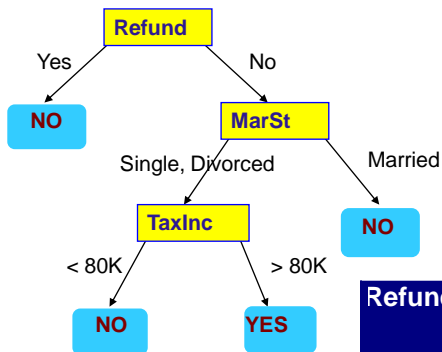 Refund
Yes
No
NO
MarSt
Single, Divorced
Married
TaxInc
NO
< 80K
> 80K
NO
YES
Refund